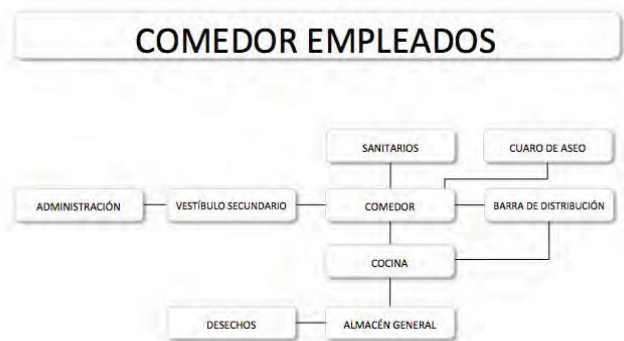 COMEDOR EMPLEADOS
SANITARIOS
CUARO DE ASEO
ADMINISTRACIÓN
VESTÍBULO SECUNDARIO
COMEDOR
BARRA DE DISTRIBUCIÓN
COCINA
DESECHOS
ALMACÉN GENERAL